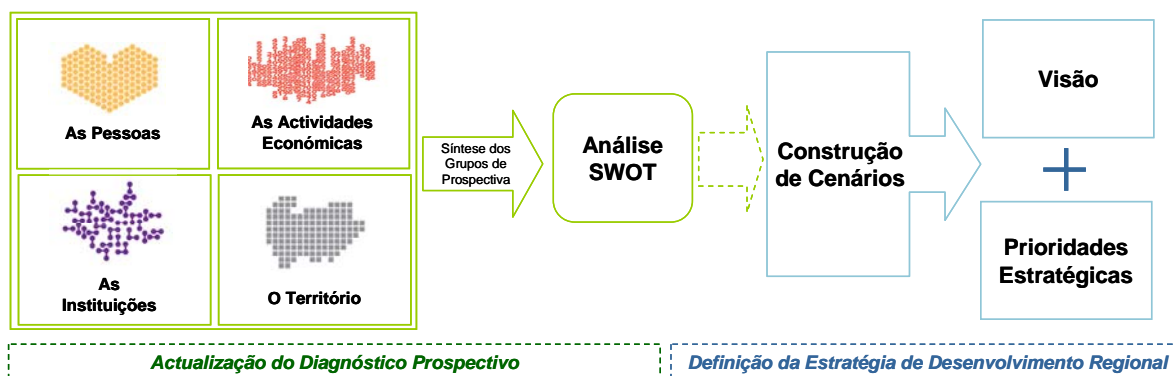 As Pessoas
As Actividades
Económicas
As
Instituições
O Território
Síntese dos
Grupos de
Prospectiva
Análise
SWOT
Construção
de Cenários
Visão
+
Prioridades
Estratégicas
Actualização do Diagnóstico Prospectivo
Definição da Estratégia de Desenvolvimento Regional